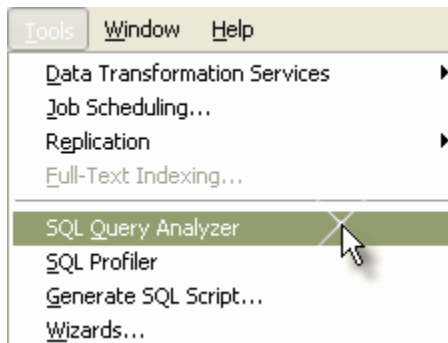 Tools Window Help
Data Transformation Services
Job Scheduling...
Replication
Full-Text Indexing...
SQL Query Analyzer
SQL Profiler
Generate SQL Script...
Wizards...